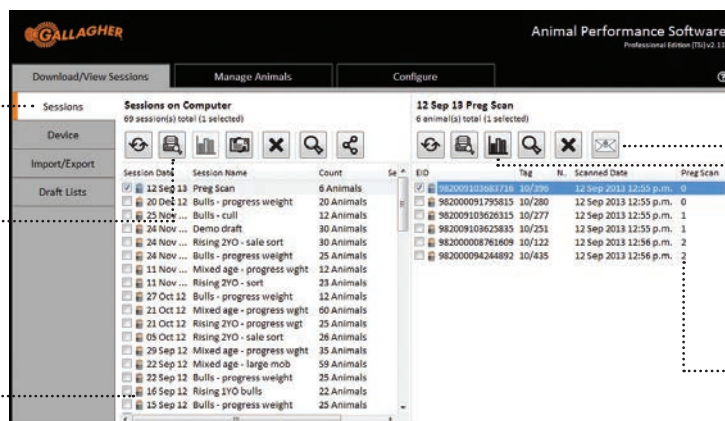 GALLAGHER
Animal Performance Software
Professional Edition (TSi) v2.11
Download/View Sessions
Manage Animals
Configure
Sessions
Device
Import/Export
Draft Lists
Sessions on Computer
69 session(s) total (1 selected)
Session Date Session Name Count Se
12 Sep 13 Preg Scan 6 Animals
20 Dec 12 Bulls - progress weight 20 Animals
25 Nov ... Bulls - cull 12 Animals
24 Nov ... Demo draft 30 Animals
24 Nov ... Rising 2YO - sale sort 30 Animals
24 Nov ... Bulls - progress weight 25 Animals
11 Nov ... Mixed age - progress wght 12 Animals
11 Nov ... Rising 2YO - sort 23 Animals
27 Oct 12 Bulls - progress weight 12 Animals
21 Oct 12 Mixed age - progress wght 60 Animals
21 Oct 12 Rising 2YO - progress wgt 25 Animals
05 Oct 12 Rising 2YO - sale sort 26 Animals
29 Sep 12 Mixed age - progress wght 35 Animals
22 Sep 12 Mixed age - large mob 59 Animals
22 Sep 12 Bulls - progress weight 25 Animals
16 Sep 12 Rising 1YO bulls 22 Animals
15 Sep 12 Bulls - progress weight 25 Animals
12 Sep 13 Preg Scan
6 animal(s) total (1 selected)
EID Tag N.. Scanned Date Preg Scan
982009103683716 10/396 12 Sep 2013 12:55 p.m. 0
982000091795815 10/280 12 Sep 2013 12:55 p.m. 0
982009103626315 10/277 12 Sep 2013 12:55 p.m. 1
982009103625835 10/251 12 Sep 2013 12:55 p.m. 1
982000008761609 10/122 12 Sep 2013 12:56 p.m. 2
982000094244892 10/435 12 Sep 2013 12:56 p.m. 2